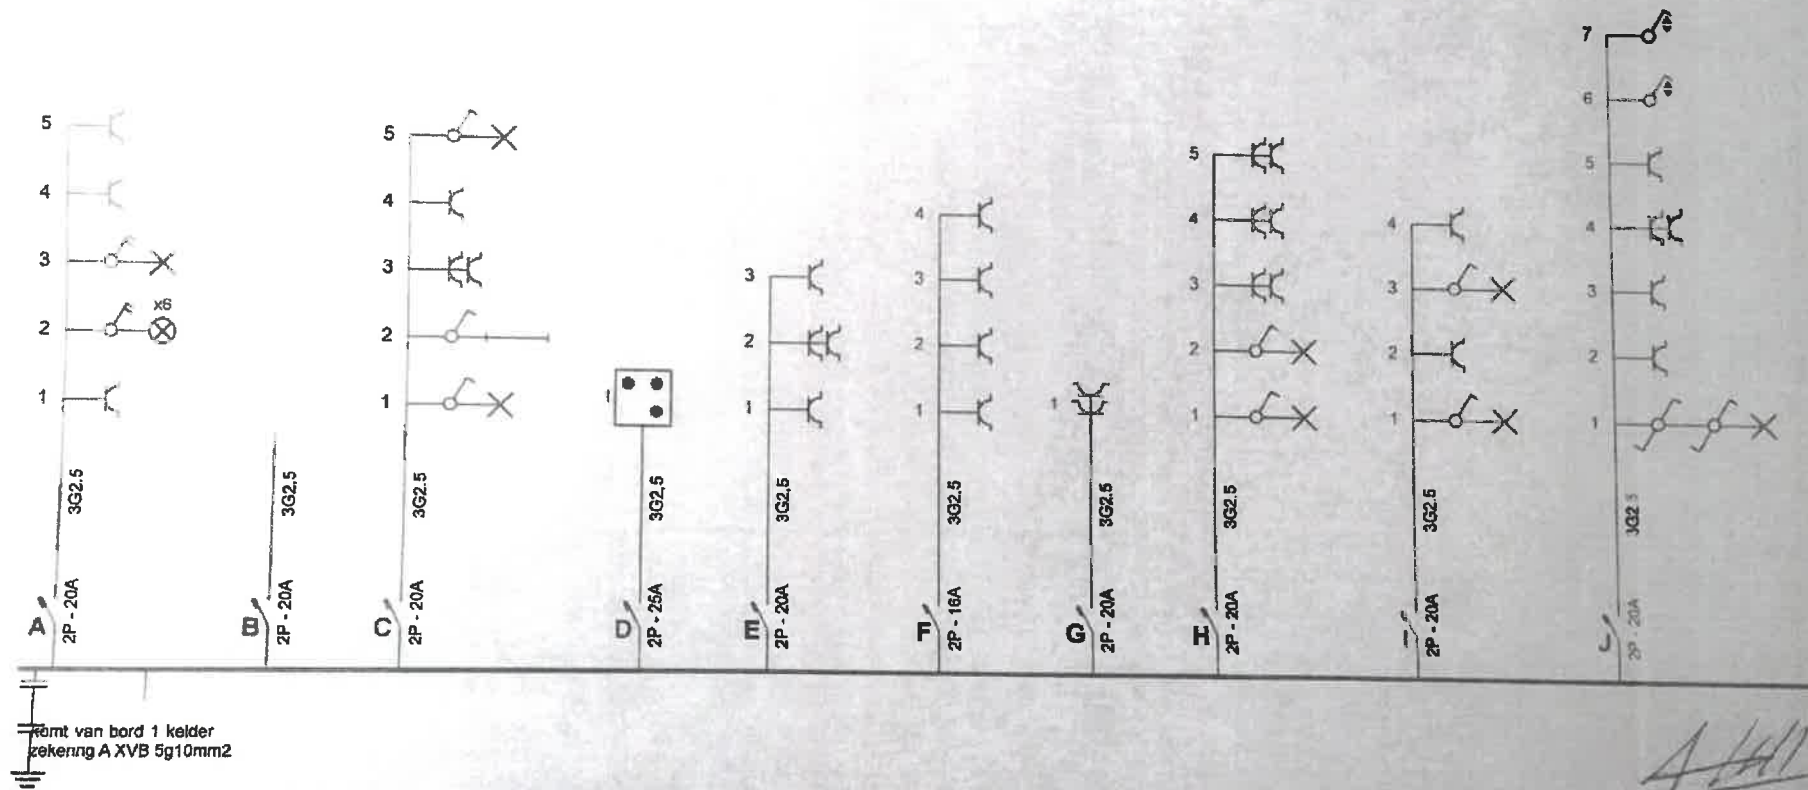 7
6
5
4
3
2
1
5
4
3
2
1
x6
5
4
3
2
1
1
3
2
1
4
3
2
1
1
5
4
3
2
1
4
3
2
1
3G2.5
3G2,5
3G2.5
3G2,5
3G2,5
3G2.5
3G2.5
3G2.5
3G2.5
3G2.5
A 2P - 20A
B 2P - 20A
C 2P - 20A
D 2P - 25A
E 2P - 20A
F 2P - 16A
G 2P - 20A
H 2P - 20A
I 2P - 20A
J 2P - 20A
komt van bord 1 kelder
zekering A XVB 5g10mm2